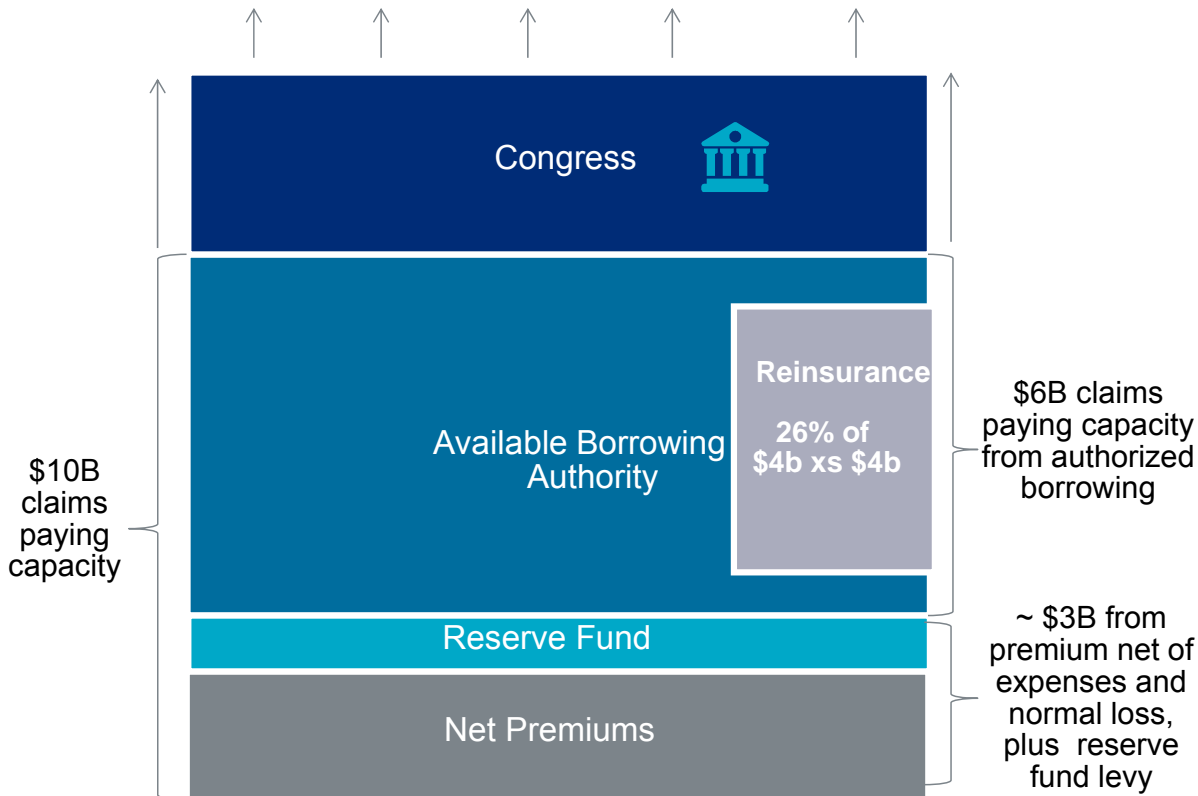 Congress
Reinsurance
26% of
$4b xs $4b
Available Borrowing
Authority
$10B
claims
paying
capacity
$6B claims
paying capacity
from authorized
borrowing
Reserve Fund
Net Premiums
~ $3B from
premium net of
expenses and
normal loss,
plus reserve
fund levy